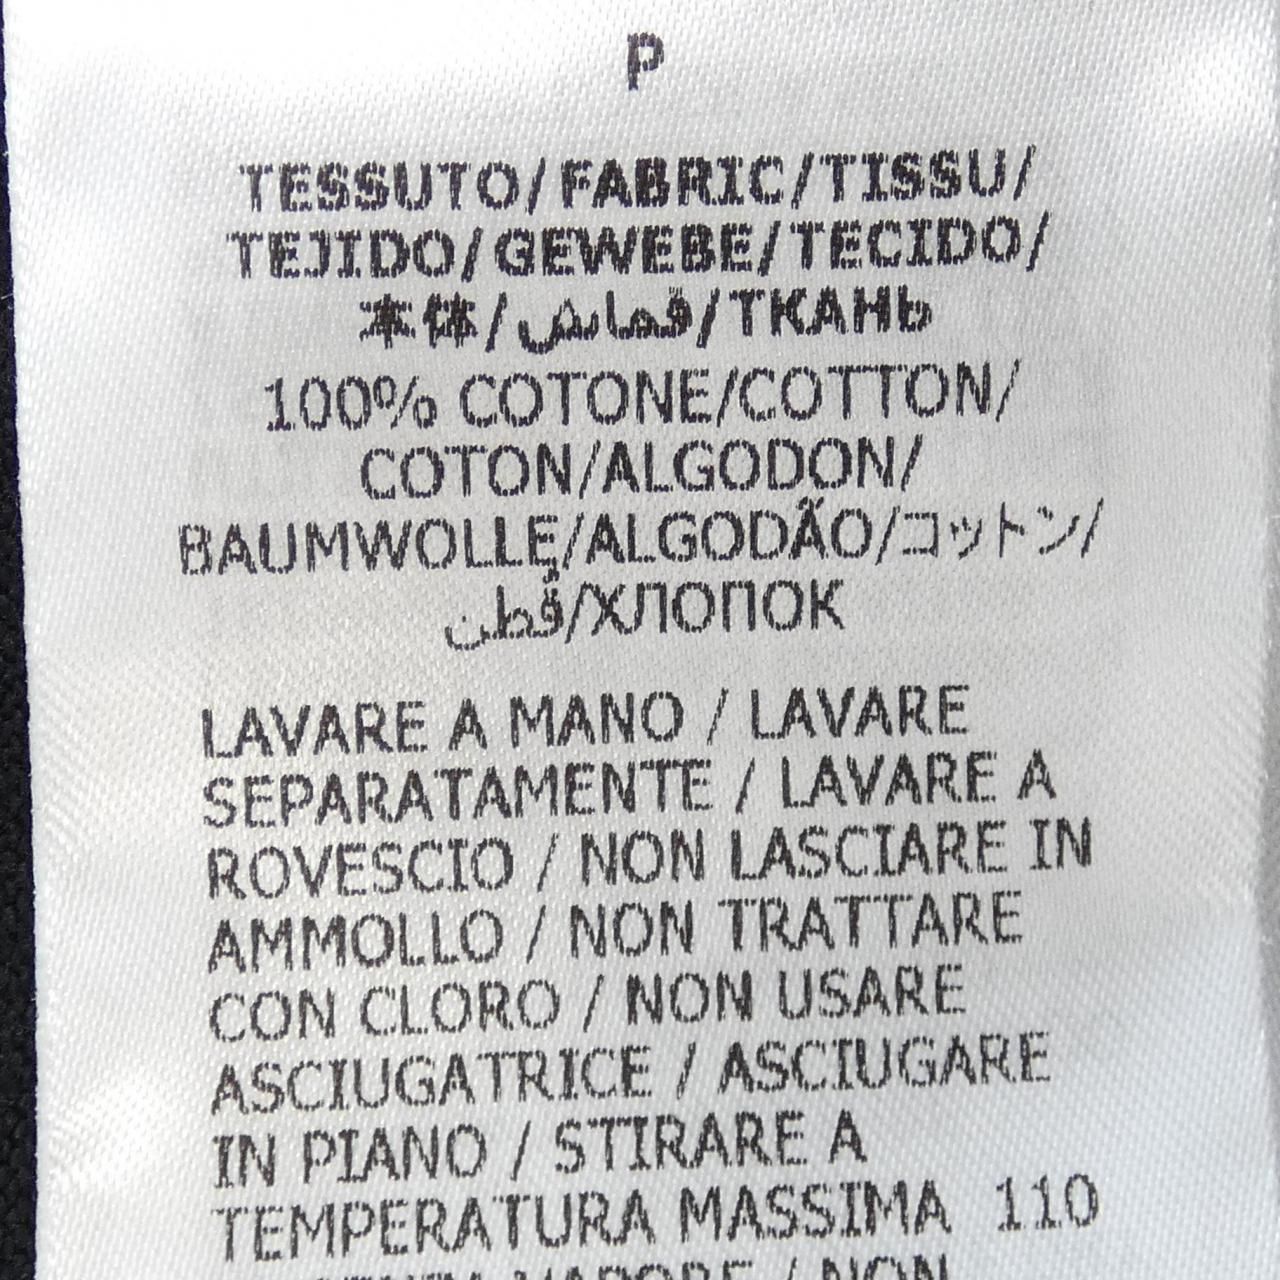 P
TESSUTO/FABRIC/TISSU/
TEJIDO/GEWEBE/TECIDO/
本体/قماش/ТКАНЬ
100% COTONE/COTTON/
COTON/ALGODON/
BAUMWOLLE/ALGODÃO/コットン/
قطن/ХЛОПОК
LAVARE A MANO / LAVARE
SEPARATAMENTE / LAVARE A
ROVESCIO / NON LASCIARE IN
AMMOLLO / NON TRATTARE
CON CLORO / NON USARE
ASCIUGATRICE / ASCIUGARE
IN PIANO / STIRARE A
TEMPERATURA MASSIMA 110
VAPORE / NON